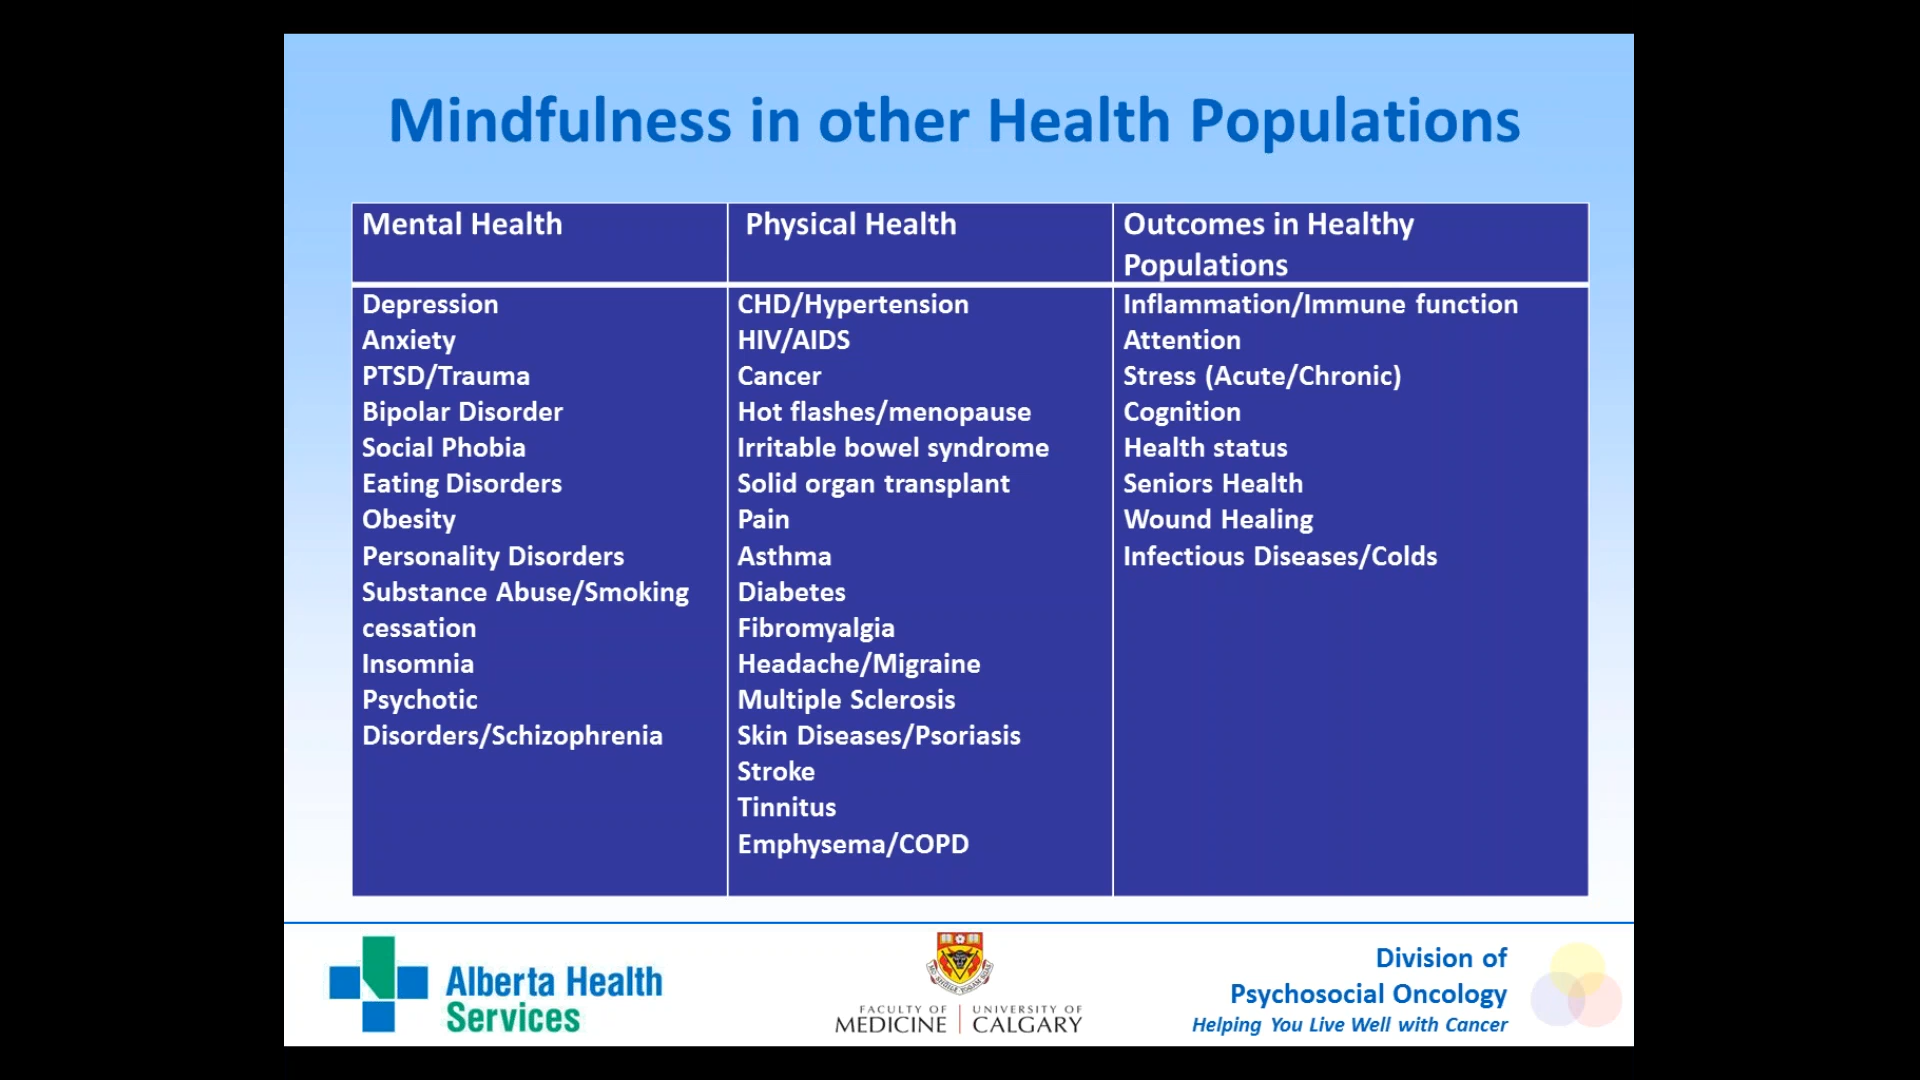 Mindfulness in other Health Populations
Mental Health
Physical Health
Outcomes in Healthy
Populations
Depression
Anxiety
PTSD/Trauma
Bipolar Disorder
Social Phobia
Eating Disorders
Obesity
Personality Disorders
Substance Abuse/Smoking
cessation
Insomnia
Psychotic
Disorders/Schizophrenia
CHD/Hypertension
HIV/AIDS
Cancer
Hot flashes/menopause
Irritable bowel syndrome
Solid organ transplant
Pain
Asthma
Diabetes
Fibromyalgia
Headache/Migraine
Multiple Sclerosis
Skin Diseases/Psoriasis
Stroke
Tinnitus
Emphysema/COPD
Inflammation/Immune function
Attention
Stress (Acute/Chronic)
Cognition
Health status
Seniors Health
Wound Healing
Infectious Diseases/Colds
Alberta Health
Services
FACULTY OF
MEDICINE
UNIVERSITY OF
CALGARY
Division of
Psychosocial Oncology
Helping You Live Well with Cancer